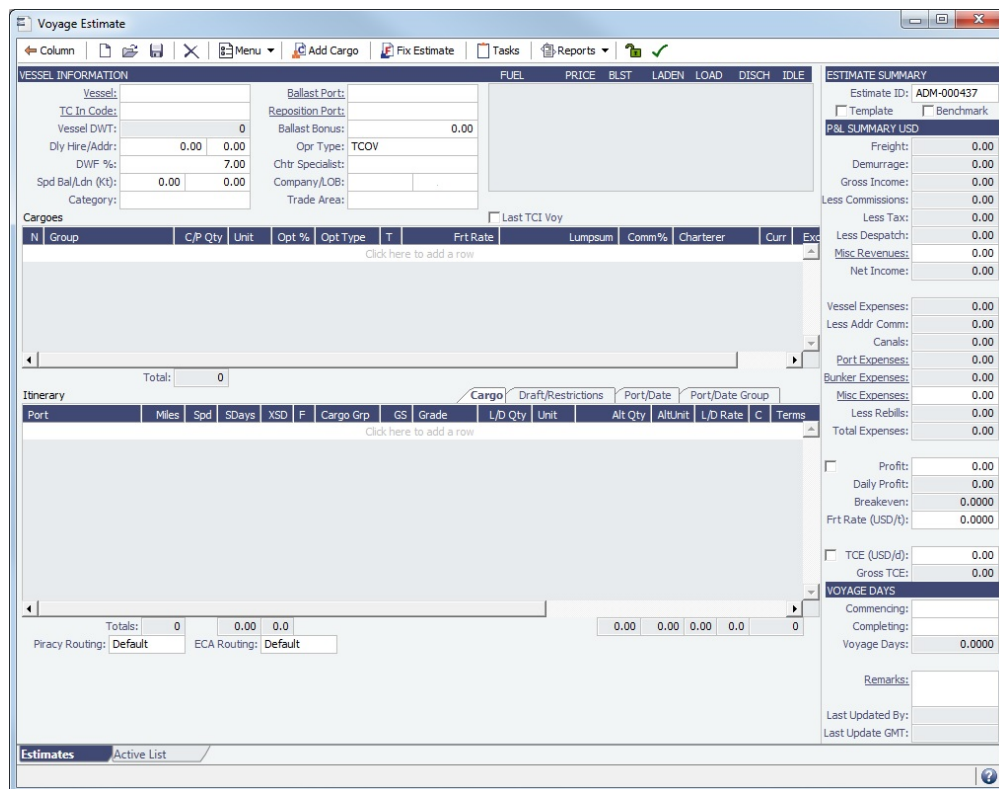 Voyage Estimate
Column Menu Add Cargo Fix Estimate Tasks Reports
VESSEL INFORMATION FUEL PRICE BLST LADEN LOAD DISCH IDLE
Vessel: Ballast Port:
TC In Code: Reposition Port:
Vessel DWT: 0 Ballast Bonus: 0.00
Dly Hire/Addr: 0.00 0.00 Opr Type: TCOV
DWF %: 7.00 Chtr Specialist:
Spd Bal/Ldn (Kt): 0.00 0.00 Company/LOB:
Category: Trade Area:
Cargoes Last TCI Voy
N Group C/P Qty Unit Opt % Opt Type T Frt Rate Lumpsum Comm% Charterer Curr Exc
Click here to add a row
Total: 0
Itinerary Cargo Draft/Restrictions Port/Date Port/Date Group
Port Miles Spd SDays XSD F Cargo Grp GS Grade L/D Qty Unit Alt Qty AltUnit L/D Rate C Terms
Click here to add a row
Totals: 0 0.00 0.0 0.00 0.00 0.00 0.0 0
Piracy Routing: Default ECA Routing: Default
Estimates Active List
ESTIMATE SUMMARY
Estimate ID: ADM-000437
Template Benchmark
P&L SUMMARY USD
Freight: 0.00
Demurrage: 0.00
Gross Income: 0.00
Less Commissions: 0.00
Less Tax: 0.00
Less Despatch: 0.00
Misc Revenues: 0.00
Net Income: 0.00
Vessel Expenses: 0.00
Less Addr Comm: 0.00
Canals: 0.00
Port Expenses: 0.00
Bunker Expenses: 0.00
Misc Expenses: 0.00
Less Rebills: 0.00
Total Expenses: 0.00
Profit: 0.00
Daily Profit: 0.00
Breakeven: 0.0000
Frt Rate (USD/t): 0.0000
TCE (USD/d): 0.00
Gross TCE: 0.00
VOYAGE DAYS
Commencing:
Completing:
Voyage Days: 0.0000
Remarks:
Last Updated By:
Last Update GMT: